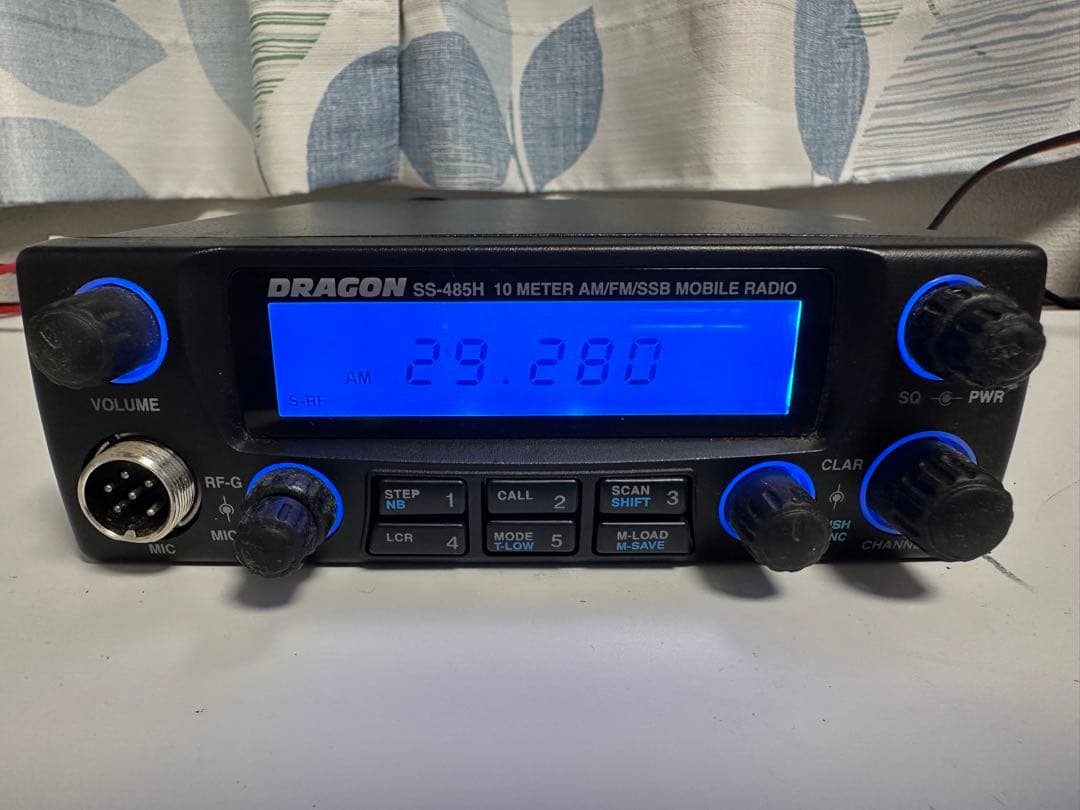 DRAGON SS-485H 10 METER AM/FM/SSB MOBILE RADIO
AM 29.280
S-RF
VOLUME
SQ PWR
RF-G
MIC
MIC
STEP 1
NB
CALL 2
SCAN 3
SHIFT
LCR 4
MODE 5
T-LOW
M-LOAD
M-SAVE
CLAR